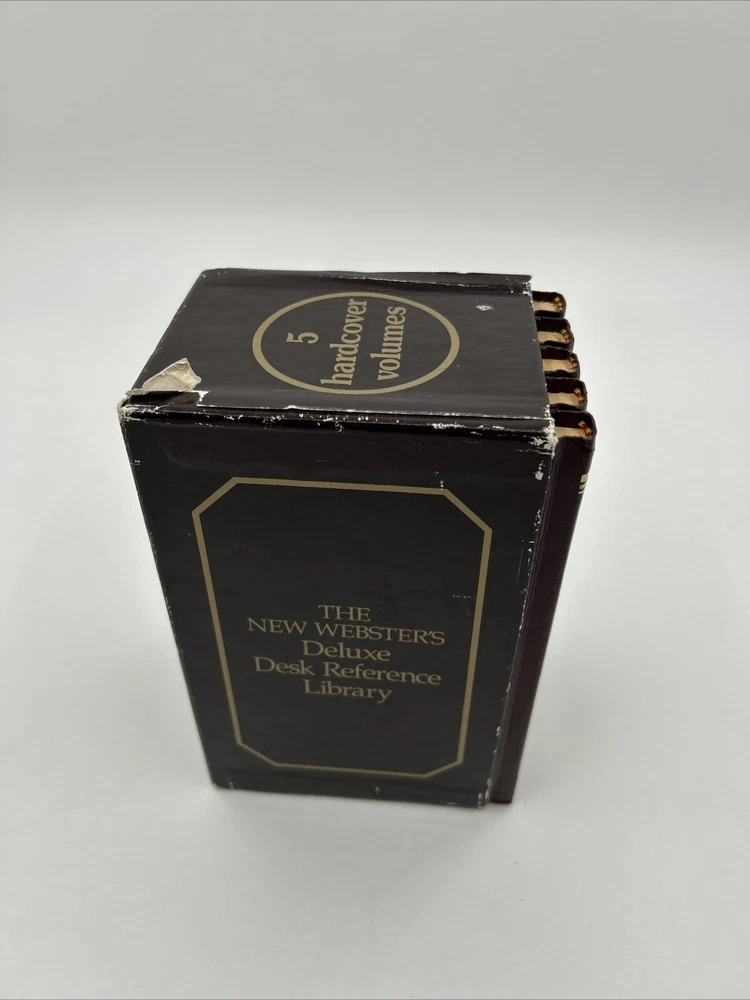 5
hardcover
volumes
THE
NEW WEBSTER'S
Deluxe
Desk Reference
Library